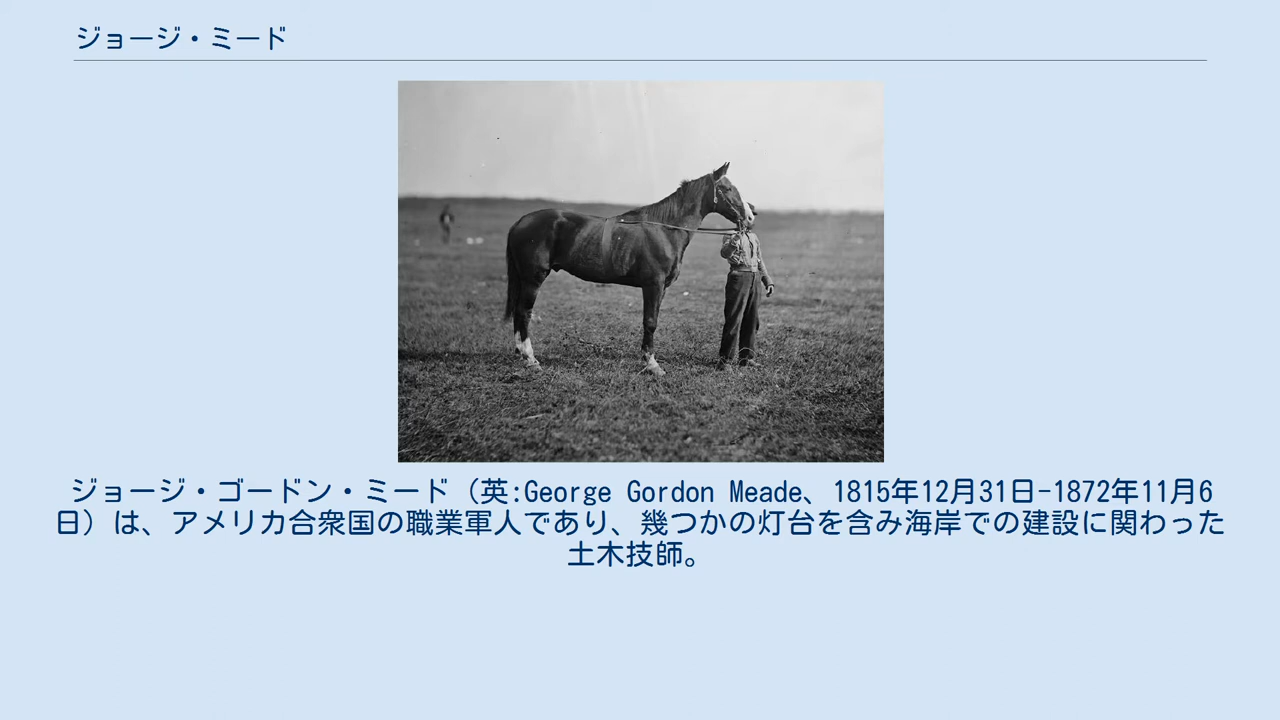 ジョージ・ミード
ジョージ・ゴードン・ミード（英:George Gordon Meade、1815年12月31日-1872年11月6
日）は、アメリカ合衆国の職業軍人であり、幾つかの灯台を含み海岸での建設に関わった
土木技師。